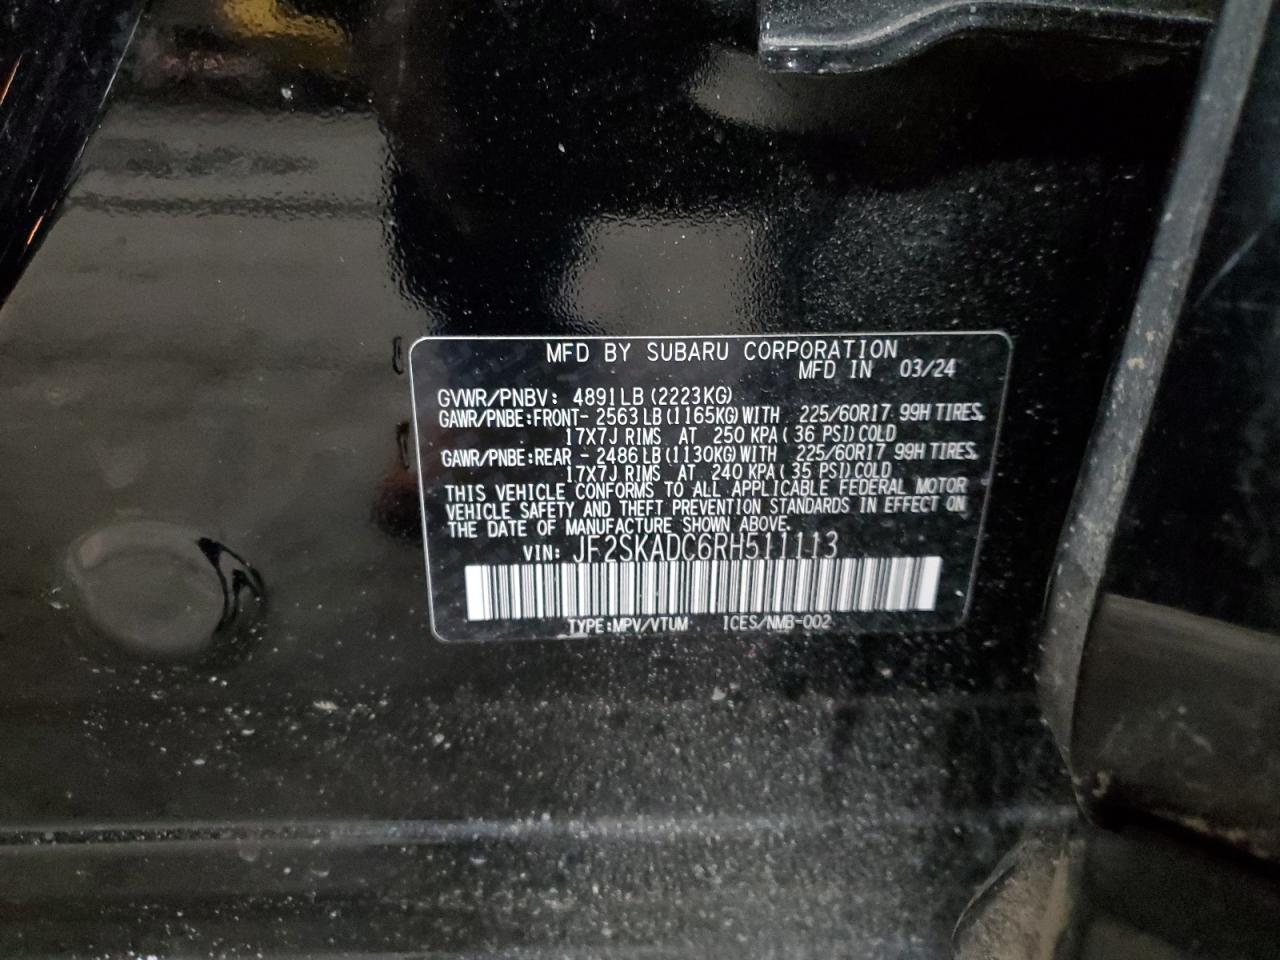 MFD BY SUBARU CORPORATION
MFD IN 03/24
GVWR/PNBV: 4891LB (2223KG)
GAWR/PNBE:FRONT- 2563 LB (1165KG) WITH 225/60R17 99H TIRES,
17X7J RIMS AT 250 KPA ( 36 PSI) COLD
GAWR/PNBE:REAR - 2486 LB (1130KG) WITH 225/60R17 99H TIRES,
17X7J RIMS AT 240 KPA ( 35 PSI) COLD
THIS VEHICLE CONFORMS TO ALL APPLICABLE FEDERAL MOTOR
VEHICLE SAFETY AND THEFT PREVENTION STANDARDS IN EFFECT ON
THE DATE OF MANUFACTURE SHOWN ABOVE.
VIN: JF2SKADC6RH511113
TYPE:MPV/VTUM ICES/NMB-002